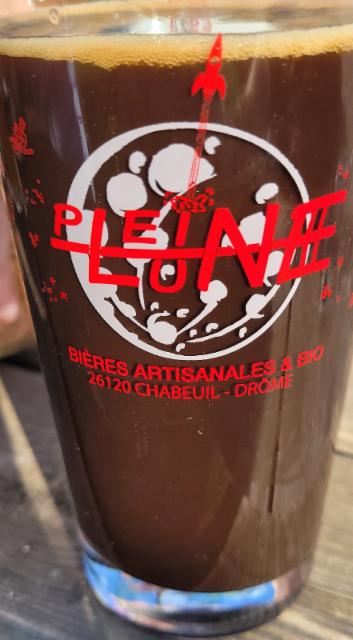 PLEINE
LUNE
BIÈRES ARTISANALES & BIO
26120 CHABEUIL - DRÔME